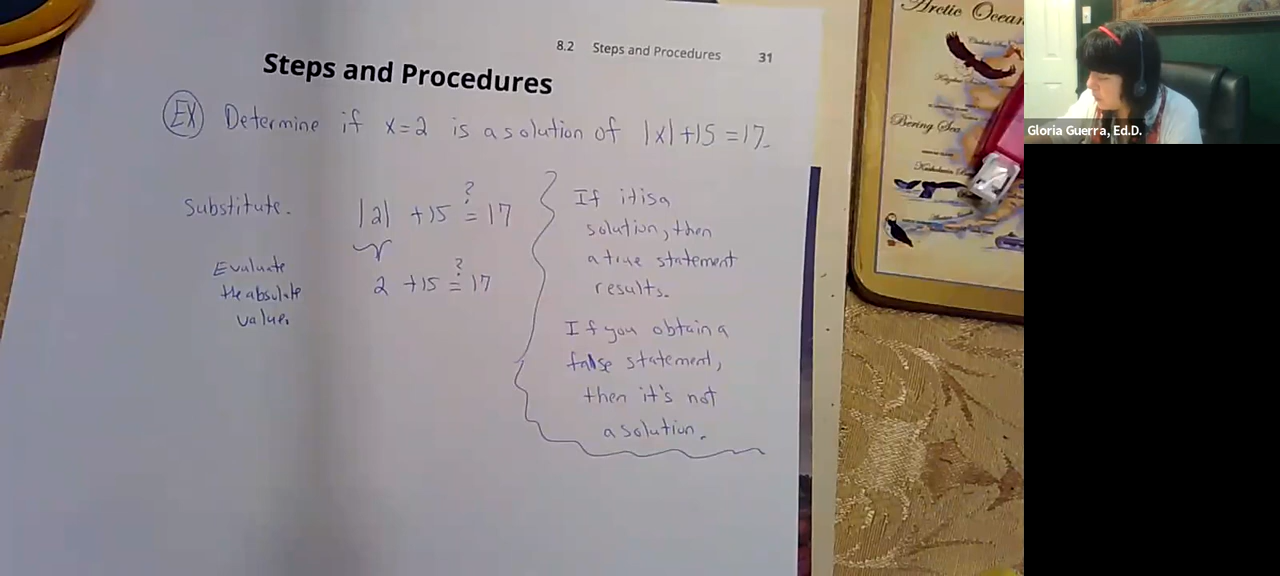 8.2 Steps and Procedures 31
Steps and Procedures
EX Determine if x=2 is a solution of |x|+15=17
Substitute. |2| +15 ≟ 17
Evaluate the absolute value.
2 +15 ≟ 17
If it is a
solution, then
a true statement
results.
If you obtain a
false statement,
then it's not
a solution.
Arctic Ocean
Bering Sea
Gloria Guerra, Ed.D.